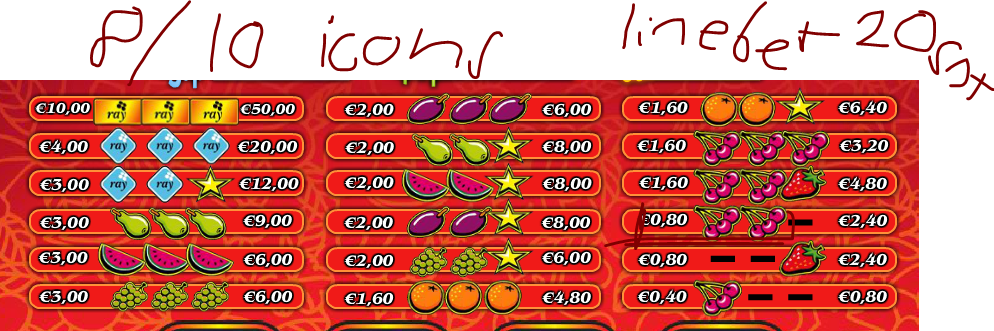 8/10 icons linebet 20
€10,00 ray ray ray €50,00 €2,00 €6,00 €1,60 €6,40
€4,00 ray ray ray €20,00 €2,00 €8,00 €1,60 €3,20
€3,00 ray ray €12,00 €2,00 €8,00 €1,60 €4,80
€3,00 €9,00 €2,00 €8,00 0,80 €2,40
€3,00 €6,00 €2,00 €6,00 €0,80 €2,40
€3,00 €6,00 €1,60 €4,80 €0,40 €0,80